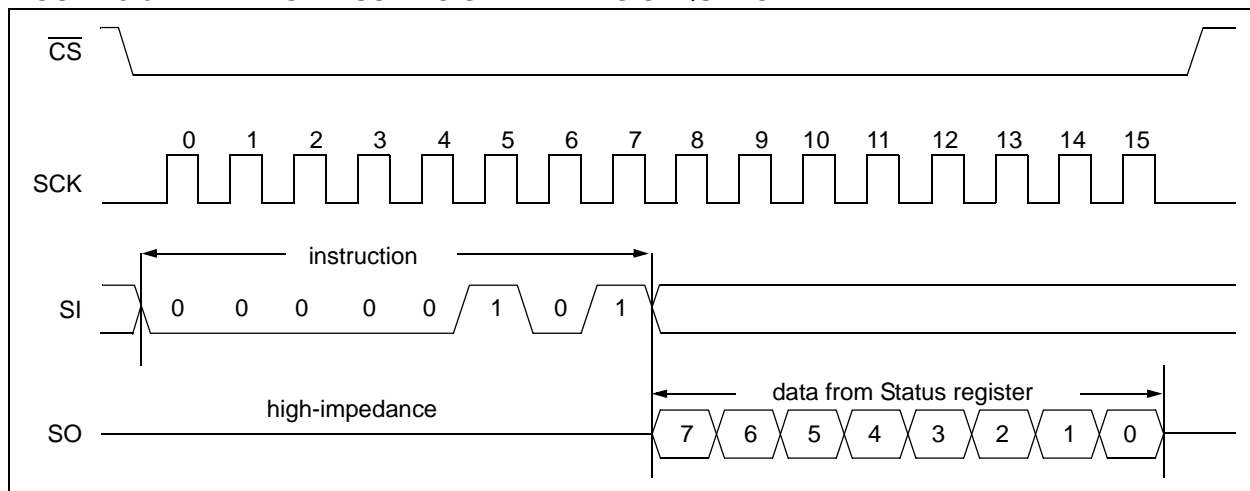 CS
0 1 2 3 4 5 6 7 8 9 10 11 12 13 14 15
SCK
instruction
SI 0 0 0 0 0 1 0 1
data from Status register
high-impedance
SO 7 6 5 4 3 2 1 0